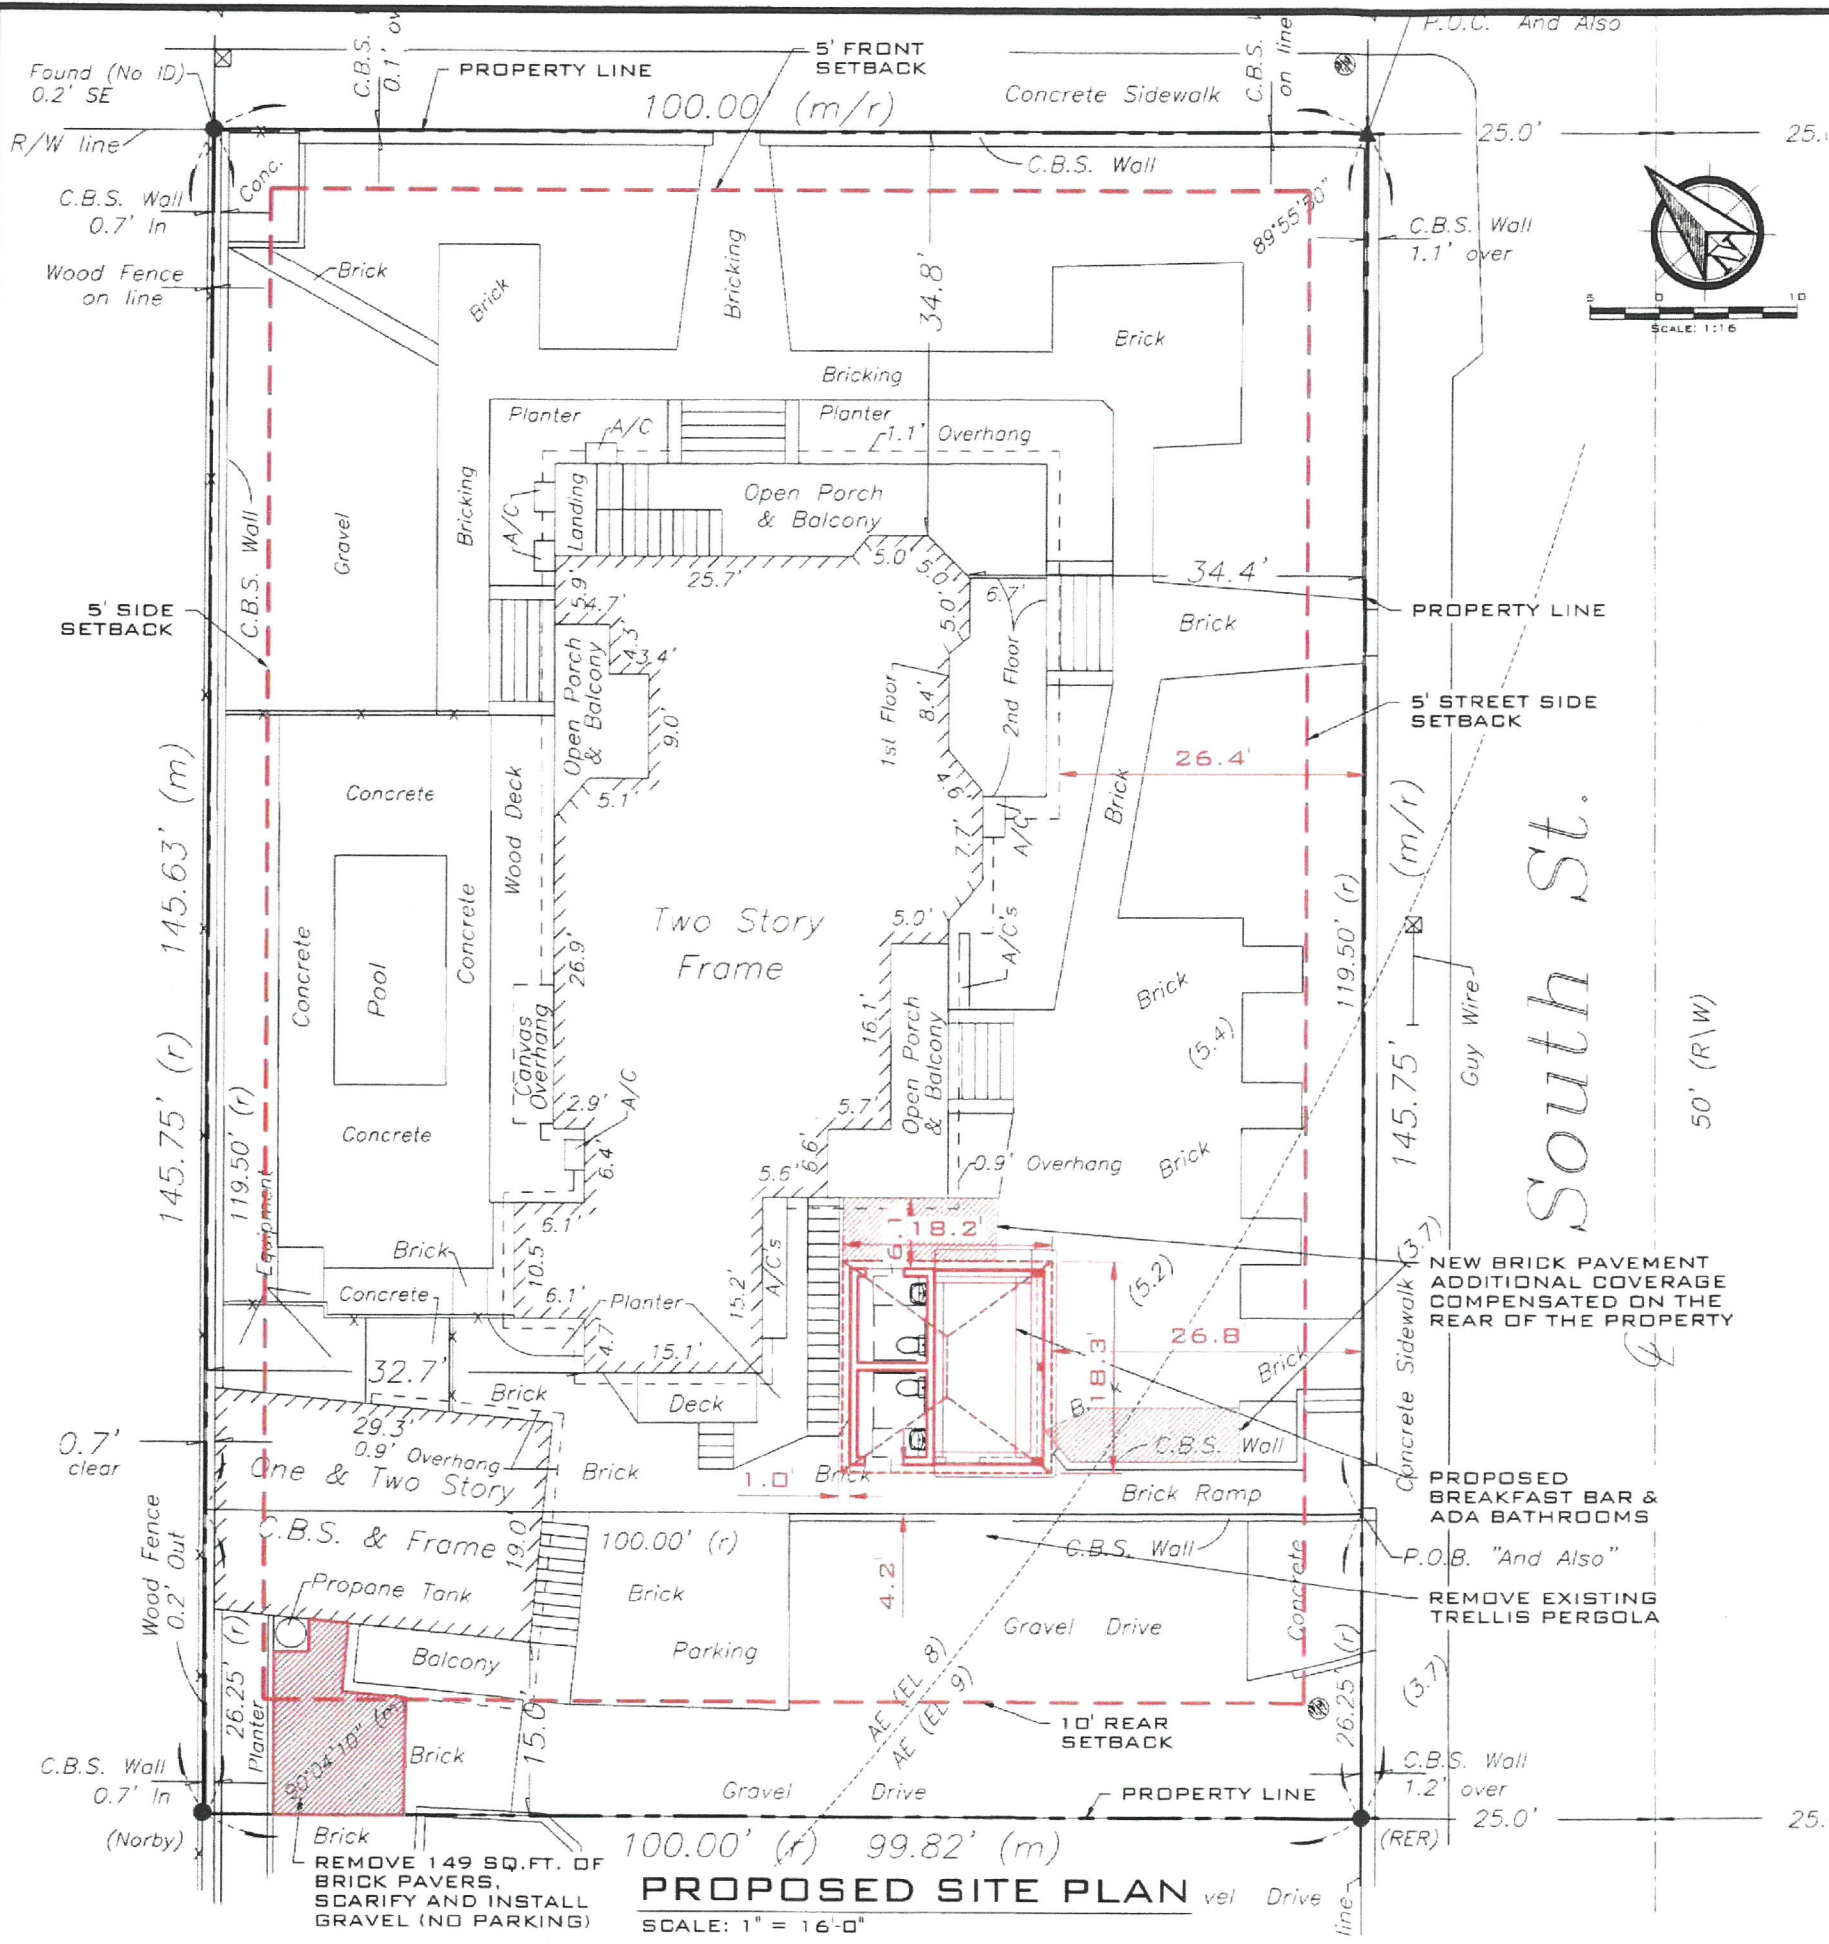 P.O.C. And Also
Found (No ID)
0.2' SE
C.B.S.
0.1' ov
PROPERTY LINE
5' FRONT
SETBACK
100.00' (m/r)
Concrete Sidewalk
C.B.S.
on line
R/W line
25.0'
25.
Conc.
C.B.S. Wall
C.B.S. Wall
0.7' In
89°55'50"
C.B.S. Wall
1.1' over
N
Wood Fence
on line
Brick
Brick
Bricking
34.8'
Brick
5 0 10
SCALE: 1:16
Bricking
Planter
A/C
Planter
1.1' Overhang
C.B.S. Wall
Gravel
Bricking
A/C
Landing
Open Porch
& Balcony
25.7'
5.0'
5.0'
5.0'
6.7'
34.4'
5.9'
4.7'
4.3'
3.4'
5' SIDE
SETBACK
PROPERTY LINE
Brick
Open Porch
& Balcony
9.0'
5.1'
1st Floor
8.4'
2nd Floor
4.6'
5' STREET SIDE
SETBACK
26.4'
Brick
145.75' (r) 145.63' (m)
Concrete
Wood Deck
7.7'
A/C
Concrete
Pool
Concrete
Two Story
Frame
26.9'
5.0'
A/C's
119.50' (r)
145.75' (m/r)
Guy Wire
South St.
50' (R\W)
Brick
(5.4)
Canvas
Overhang
16.1'
Open Porch
& Balcony
Concrete
2.9'
A/C
6.4'
5.7'
6.6'
5.6'
0.9' Overhang
Brick
119.50' (r)
Equipment
6.1'
10.5
Brick
Concrete
6.1'
Planter
4.7'
15.1'
15.2'
A/C's
6.1
18.2'
(5.2)
18.3'
26.8
(3.7)
NEW BRICK PAVEMENT
ADDITIONAL COVERAGE
COMPENSATED ON THE
REAR OF THE PROPERTY
℄
32.7'
Brick
Deck
Brick
B. k
C.B.S. Wall
Concrete Sidewalk
29.3'
0.9' Overhang
0.7'
clear
One & Two Story
Brick
1.0'
Brick
Brick Ramp
PROPOSED
BREAKFAST BAR &
ADA BATHROOMS
C.B.S. & Frame
19.0'
100.00' (r)
4.2'
C.B.S. Wall
P.O.B. "And Also"
Wood Fence
0.2' Out
Propane Tank
Brick
Parking
Gravel Drive
Concrete
REMOVE EXISTING
TRELLIS PERGOLA
Balcony
26.25' (r)
Planter
AE (EL 8)
AE (EL 9)
26.25' (r)
(3.7)
10' REAR
SETBACK
15.0'
C.B.S. Wall
0.7' In
90°04'10" (m)
Brick
Gravel Drive
PROPERTY LINE
C.B.S. Wall
1.2' over
(Norby)
Brick
100.00' (r) 99.82' (m)
(RER)
25.0'
25.
REMOVE 149 SQ.FT. OF
BRICK PAVERS,
SCARIFY AND INSTALL
GRAVEL (NO PARKING)
PROPOSED SITE PLAN
vel Drive
line
SCALE: 1" = 16'-0"